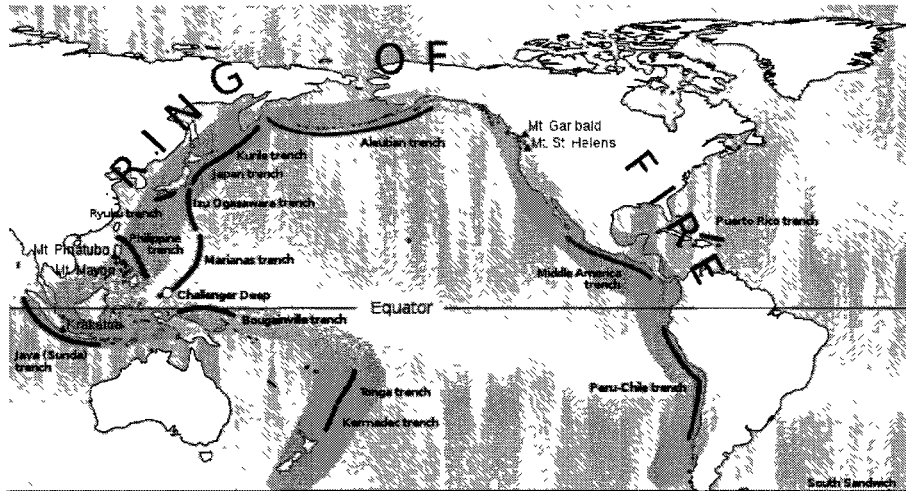 RING OF FIRE
Mt Garibald
Mt. St Helens
Aleutian trench
Kurile trench
Japan trench
Izu Ogasawara trench
Ryuku trench
Puerto Rico trench
Mt Pinatubo
Philippine
trench
Mt. Mayon
Marianas trench
Middle America
trench
Challenger Deep
Equator
Bougainville trench
Krakatoa
Java (Sunda)
trench
Tonga trench
Peru-Chile trench
Kermadec trench
South Sandwich